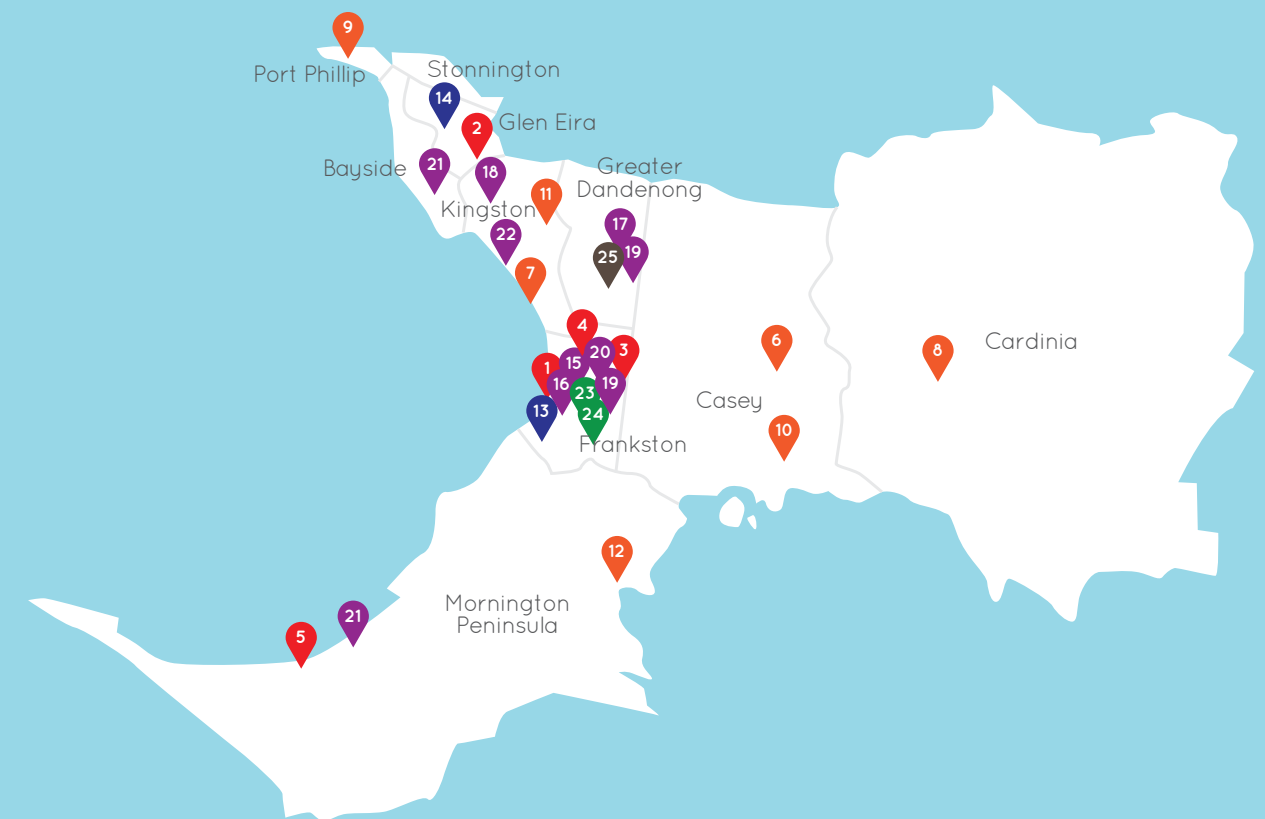 9
Port Phillip
Stonnington
14
2
Glen Eira
Bayside
21
18
Greater
Dandenong
11
Kingston
17
22
19
25
7
4
6
Cardinia
20
3
8
15
1
16
19
23
Casey
13
24
10
Frankston
12
Mornington
Peninsula
21
5